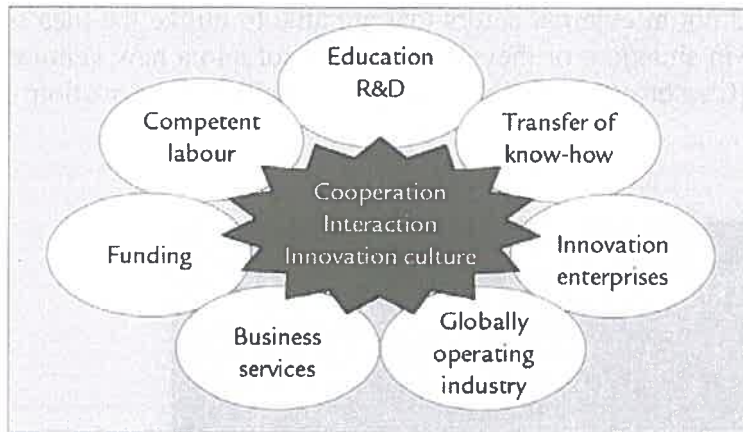 Education
R&D
Competent
labour
Transfer of
know-how
Cooperation
Interaction
Innovation culture
Funding
Innovation
enterprises
Business
services
Globally
operating
industry